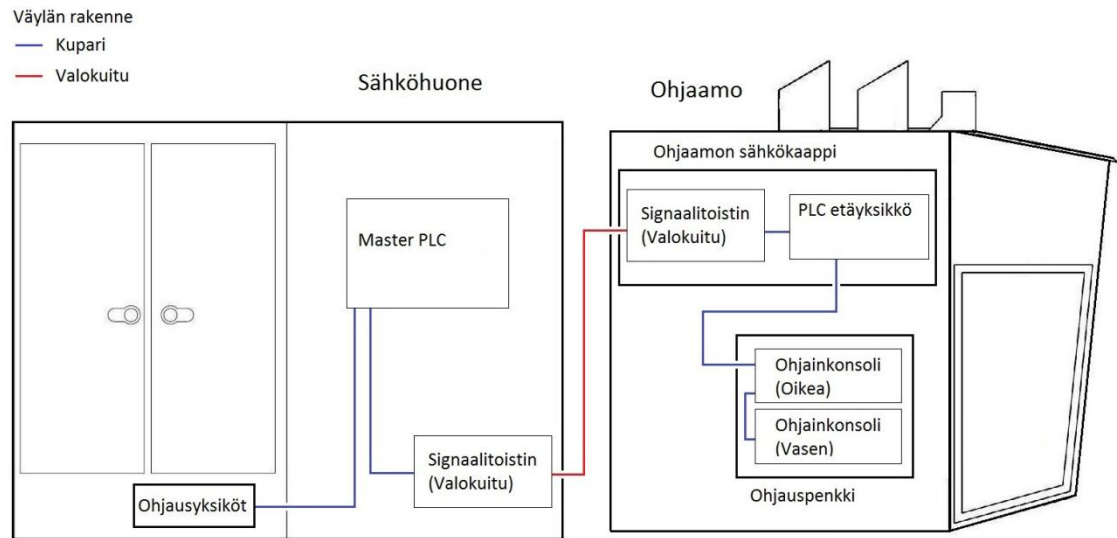 Väylän rakenne
Kupari
Valokuitu
Sähköhuone
Ohjaamo
Ohjaamon sähkökaappi
Master PLC
Signaalitoistin
(Valokuitu)
PLC etäyksikkö
Ohjainkonsoli
(Oikea)
Ohjainkonsoli
(Vasen)
Signaalitoistin
(Valokuitu)
Ohjausyksiköt
Ohjauspenkki